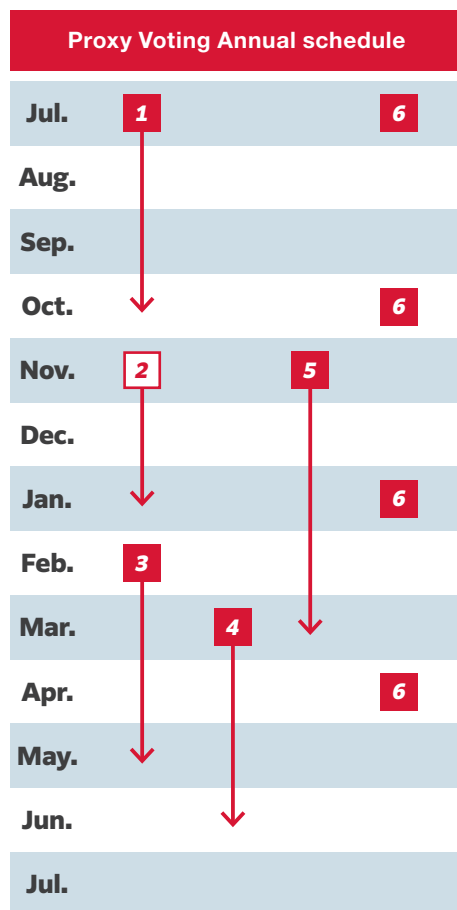 Proxy Voting Annual schedule
Jul. 1 6
Aug.
Sep.
Oct. 6
Nov. 2 5
Dec.
Jan. 6
Feb. 3
Mar. 4
Apr. 6
May.
Jun.
Jul.